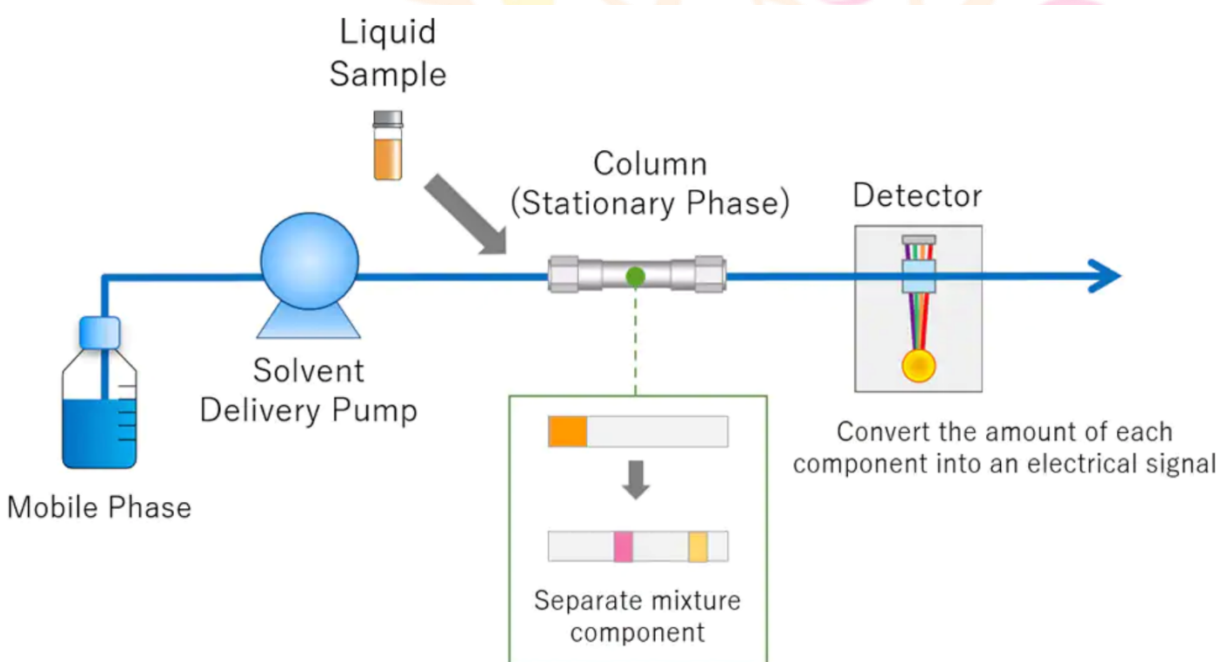 Liquid
Sample
Column
(Stationary Phase)
Detector
Solvent
Delivery Pump
Mobile Phase
Convert the amount of each
component into an electrical signal
Separate mixture
component